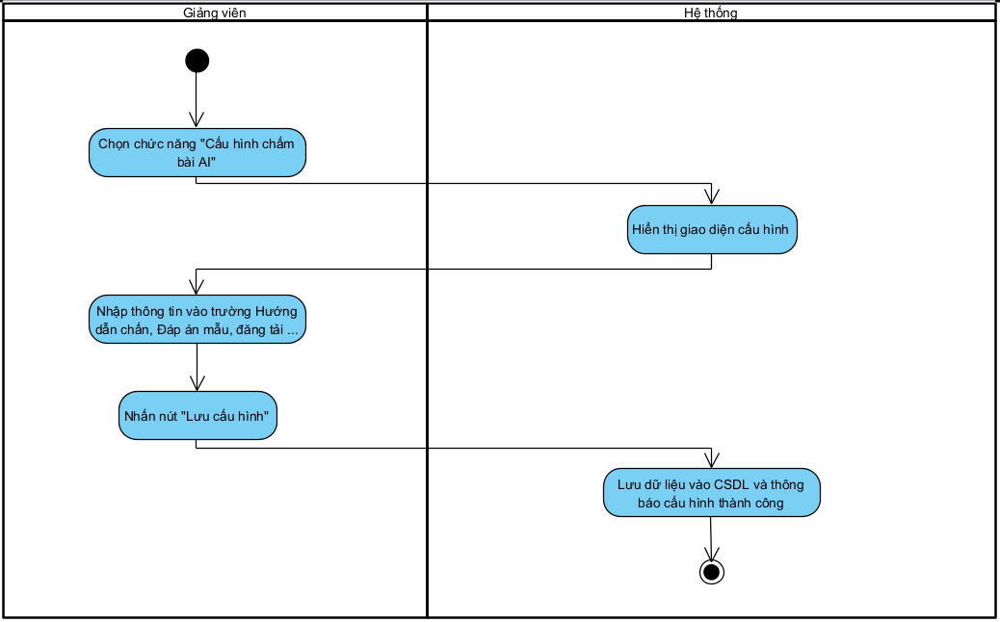 Giảng viên
Hệ thống
Chọn chức năng "Cấu hình chấm
bài AI"
Hiển thị giao diện cấu hình
Nhập thông tin vào trường Hướng
dẫn chấn, Đáp án mẫu, đăng tải ...
Nhấn nút "Lưu cấu hình"
Lưu dữ liệu vào CSDL và thông
báo cấu hình thành công